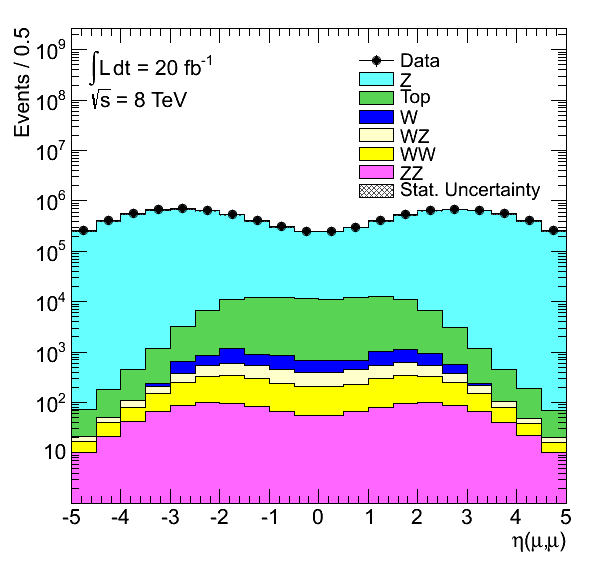 Events / 0.5
10⁹
10⁸
10⁷
10⁶
10⁵
10⁴
10³
10²
10
∫L dt = 20 fb⁻¹
√s = 8 TeV
Data
Z
Top
W
WZ
WW
ZZ
Stat. Uncertainty
-5 -4 -3 -2 -1 0 1 2 3 4 5
η(μ,μ)